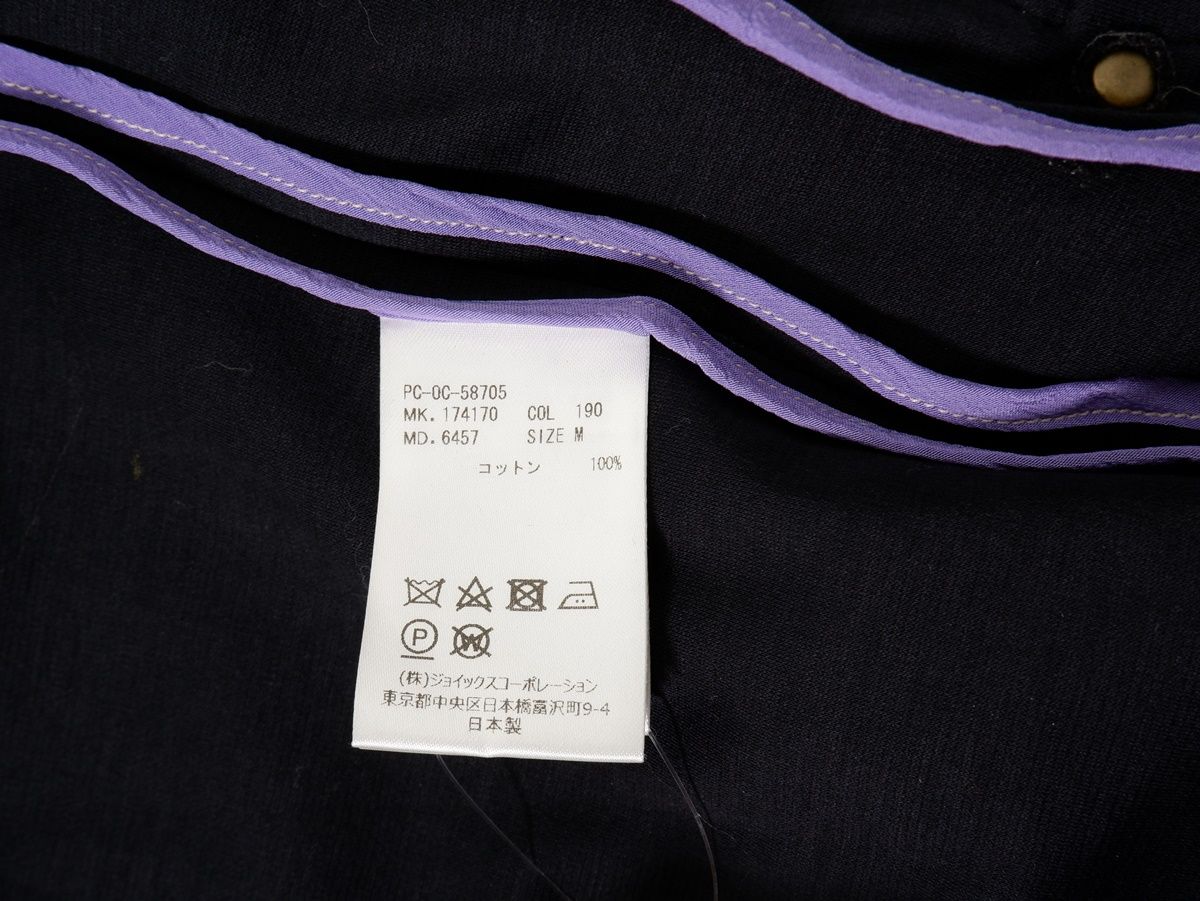 PC-0C-58705
MK. 174170 COL 190
MD. 6457 SIZE M
コットン 100%
P
W
(株)ジョイックスコーポレーション
東京都中央区日本橋富沢町9-4
日本製